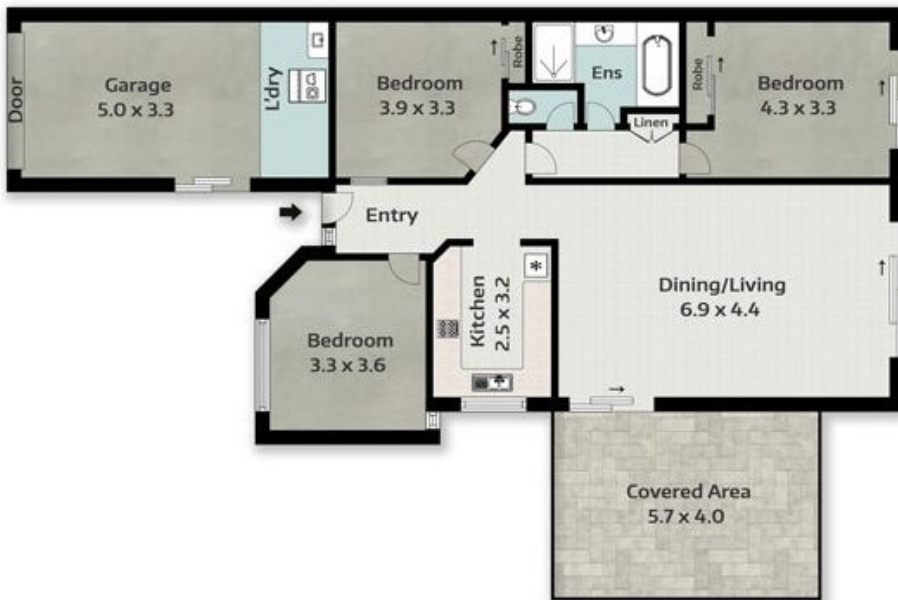 Door
Garage
5.0 x 3.3
L'dry
Bedroom
3.9 x 3.3
Robe
Ens
Linen
Robe
Bedroom
4.3 x 3.3
Entry
Bedroom
3.3 x 3.6
Kitchen
2.5 x 3.2
Dining/Living
6.9 x 4.4
Covered Area
5.7 x 4.0